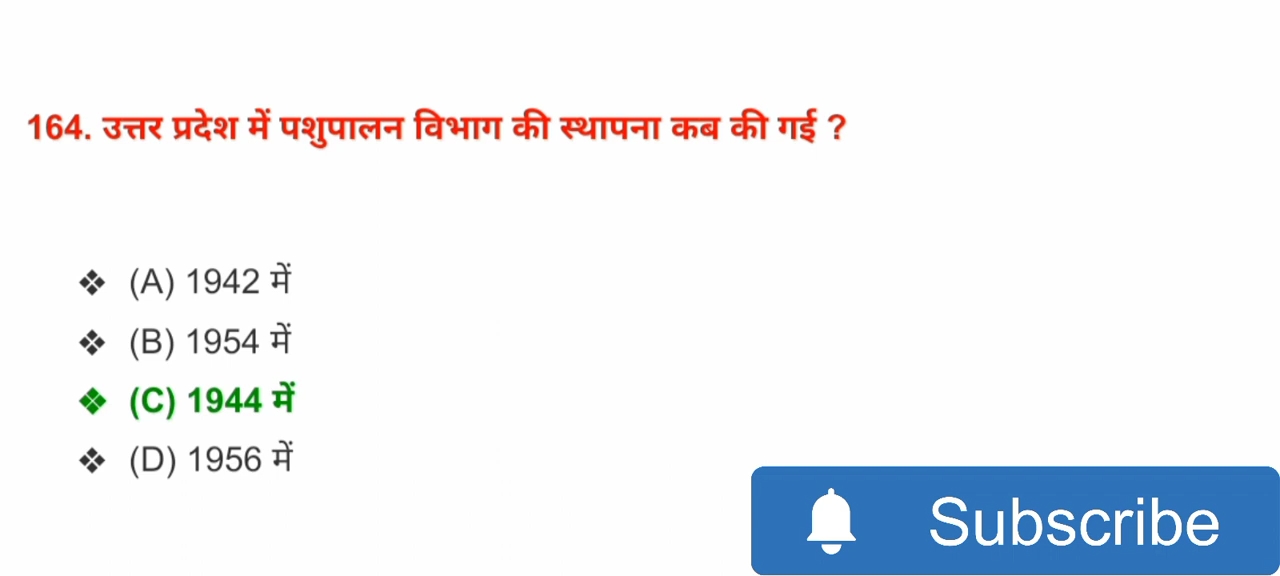 164. उत्तर प्रदेश में पशुपालन विभाग की स्थापना कब की गई ?
❖ (A) 1942 में
❖ (B) 1954 में
❖ (C) 1944 में
❖ (D) 1956 में
Subscribe